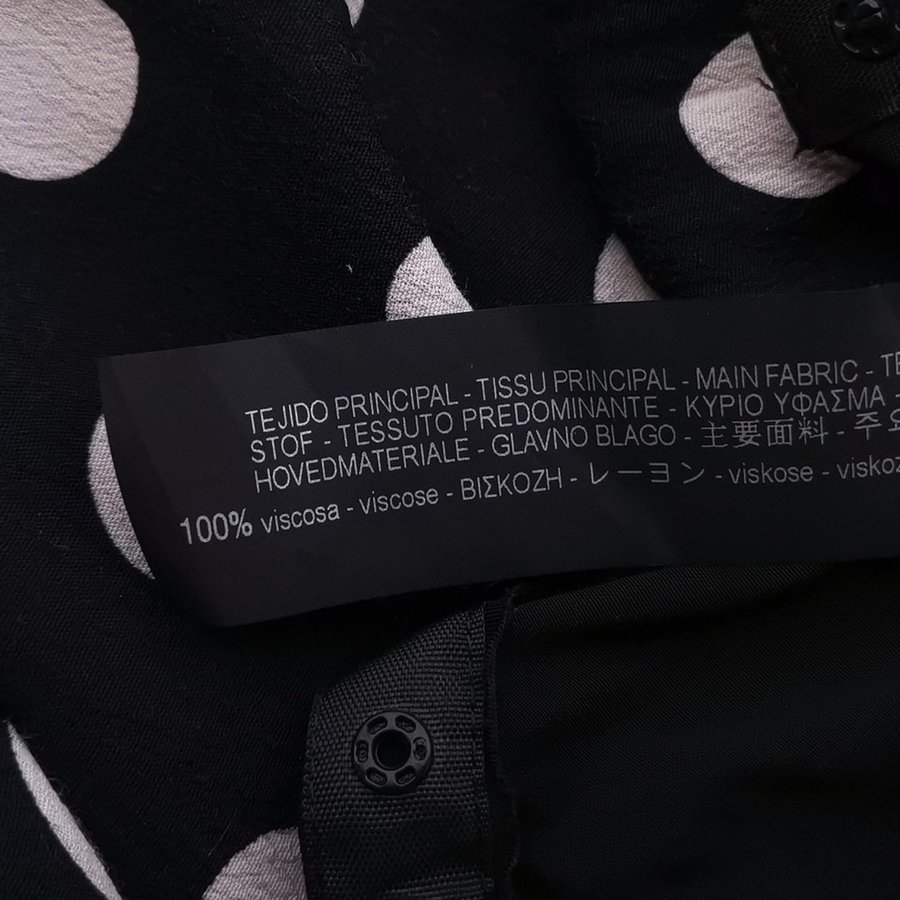 TEJIDO PRINCIPAL - TISSU PRINCIPAL - MAIN FABRIC -
STOF - TESSUTO PREDOMINANTE - ΚΥΡΙΟ ΥΦΑΣΜΑ -
HOVEDMATERIALE - GLAVNO BLAGO - 主要面料 - 주
100% viscosa - viscose - ΒΙΣΚΟΖΗ - レーヨン - viskose -